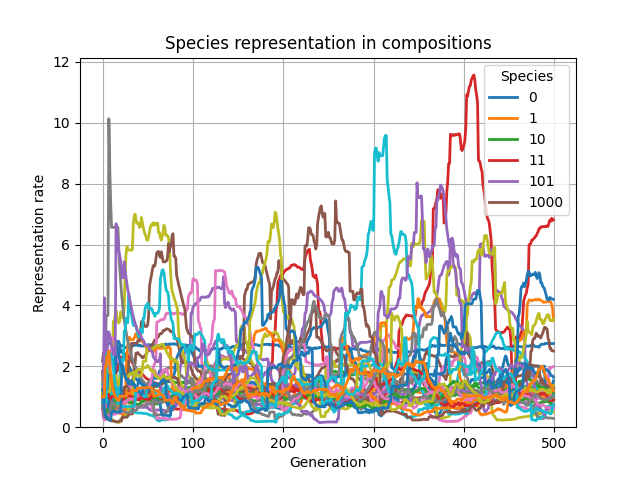 Species representation in compositions
12
10
8
6
4
2
0
Representation rate
0 100 200 300 400 500
Generation
Species
0
1
10
11
101
1000